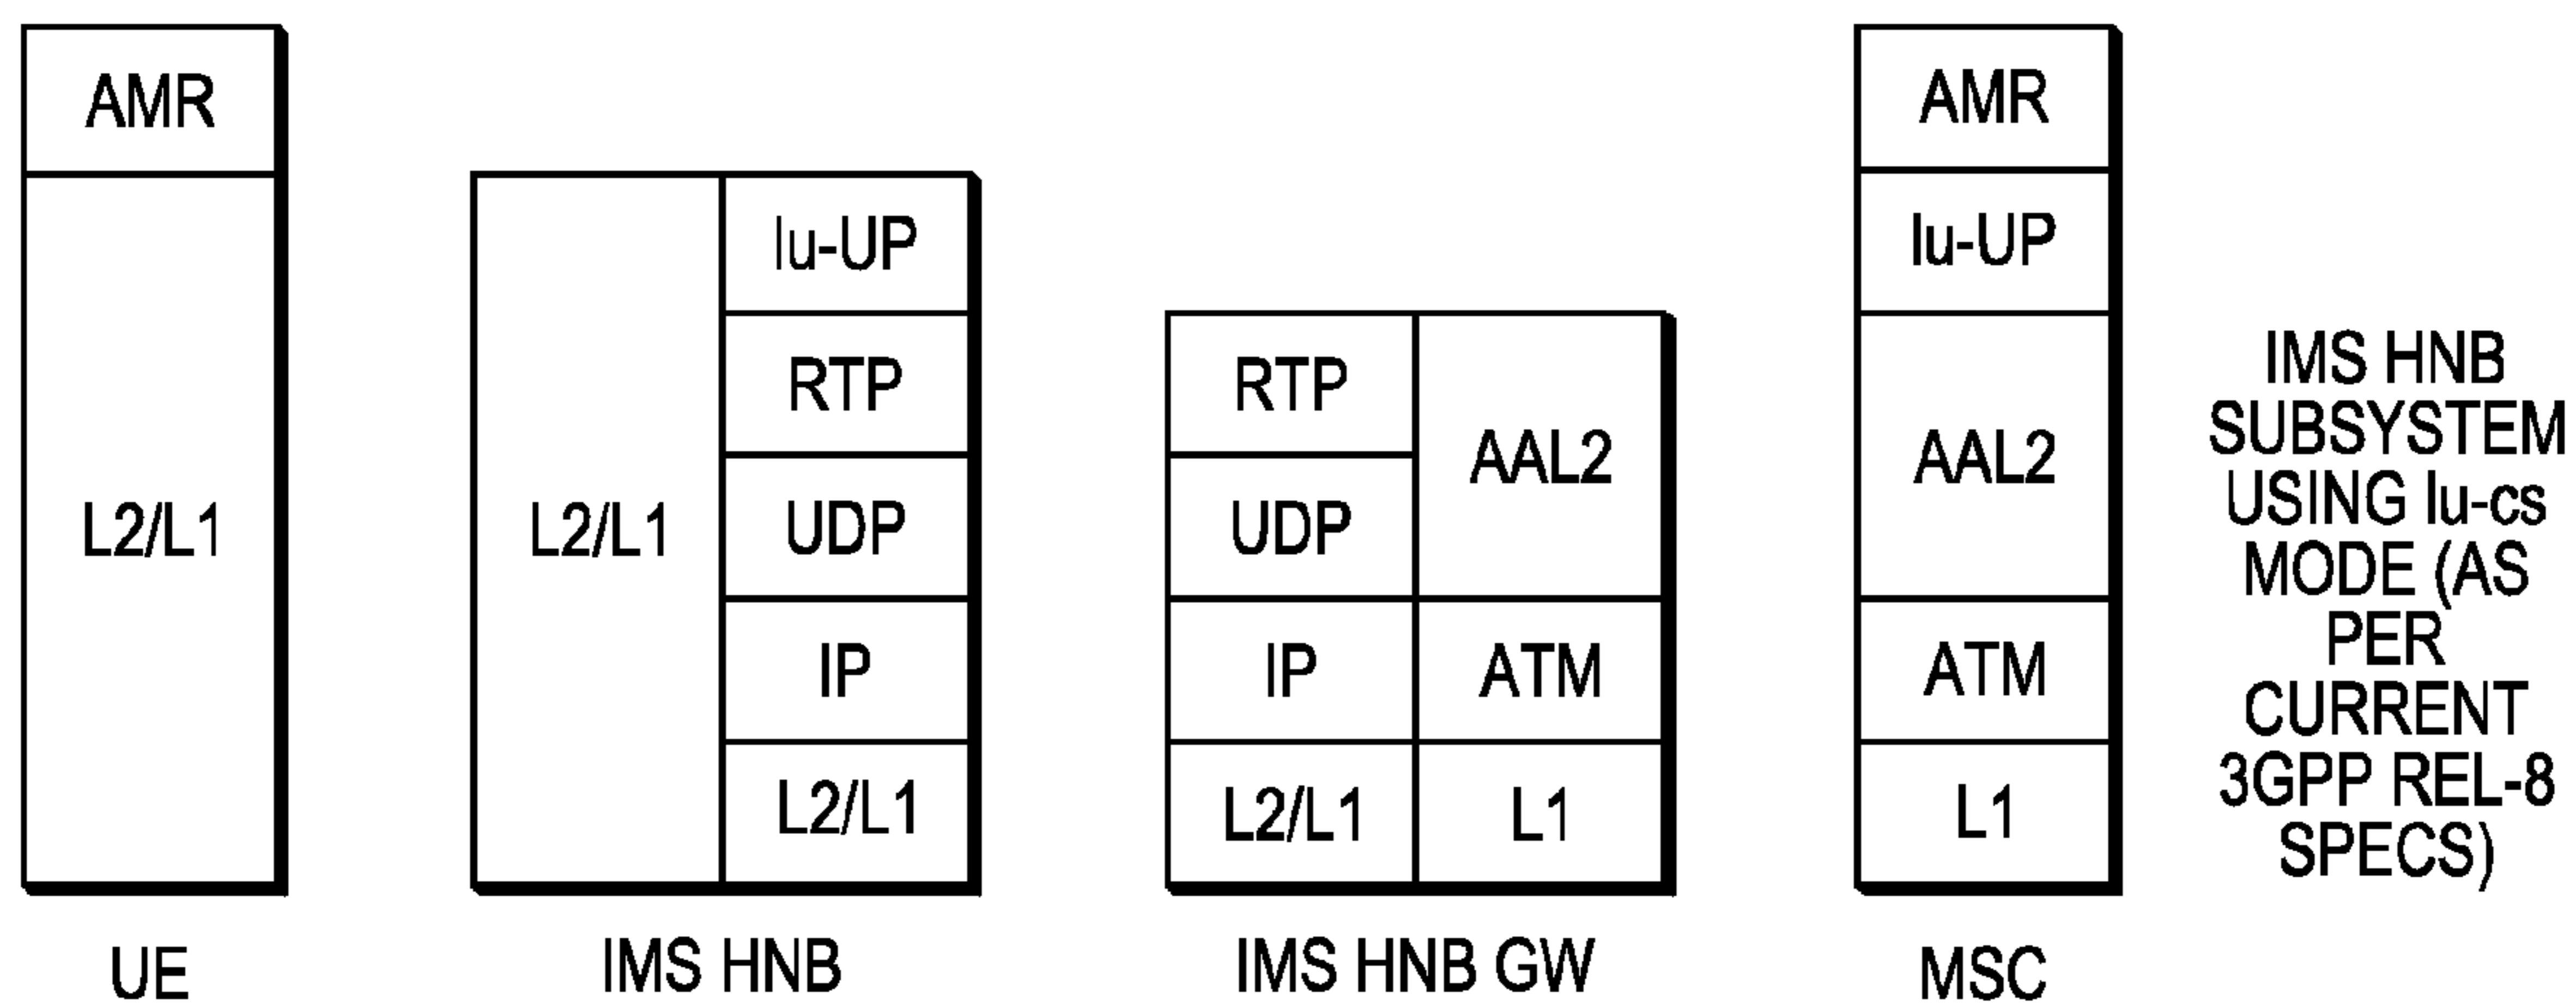 AMR
L2/L1
UE
L2/L1
Iu-UP
RTP
UDP
IP
L2/L1
IMS HNB
RTP
UDP
IP
L2/L1
AAL2
ATM
L1
IMS HNB GW
AMR
Iu-UP
AAL2
ATM
L1
MSC
IMS HNB
SUBSYSTEM
USING Iu-cs
MODE (AS
PER
CURRENT
3GPP REL-8
SPECS)